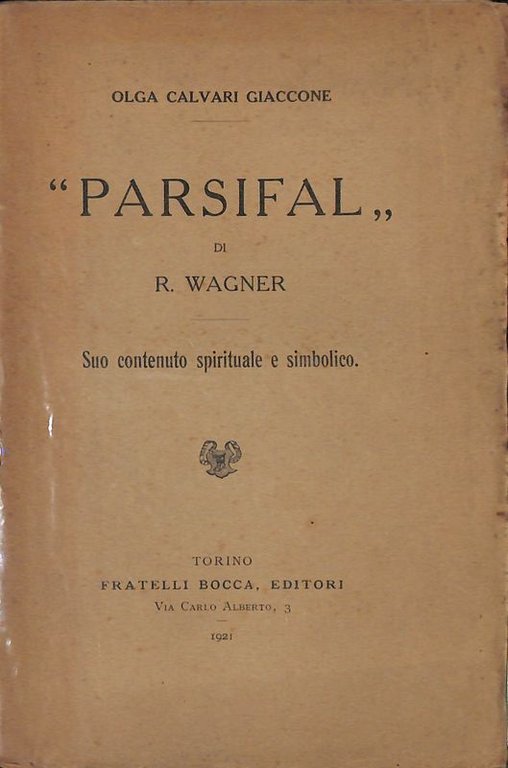 OLGA CALVARI GIACCONE
“PARSIFAL„
DI
R. WAGNER
Suo contenuto spirituale e simbolico.
TORINO
FRATELLI BOCCA, EDITORI
VIA CARLO ALBERTO, 3
1921